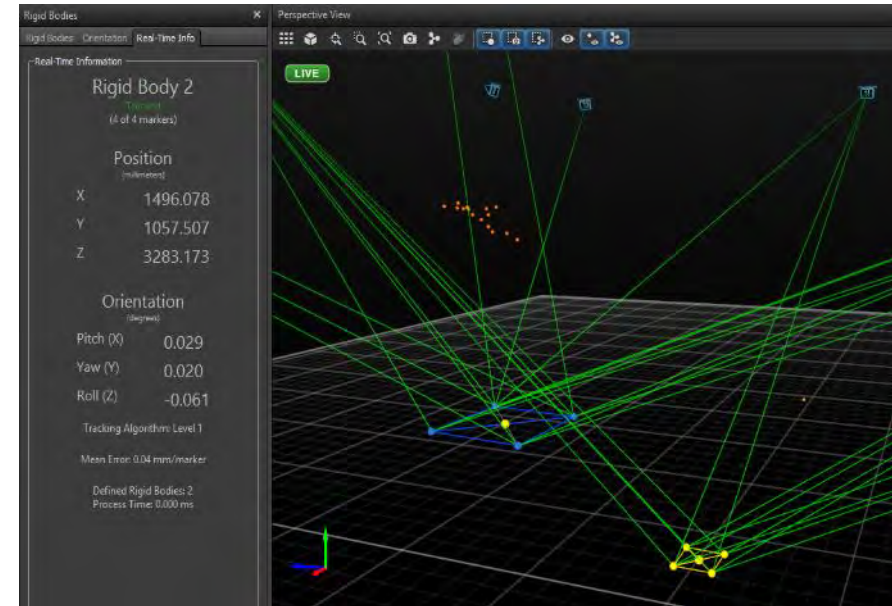 Rigid Bodies
Perspective View
Rigid Bodies Orientation Real-Time Info
Real-Time Information
LIVE
Rigid Body 2
(4 of 4 markers)
Position
(millimeters)
X 1496.078
Y 1057.507
Z 3283.173
Orientation
(degrees)
Pitch (X) 0.029
Yaw (Y) 0.020
Roll (Z) -0.061
Tracking Algorithm: Level 1
Mean Error: 0.04 mm/marker
Defined Rigid Bodies: 2
Process Time: 0.000 ms